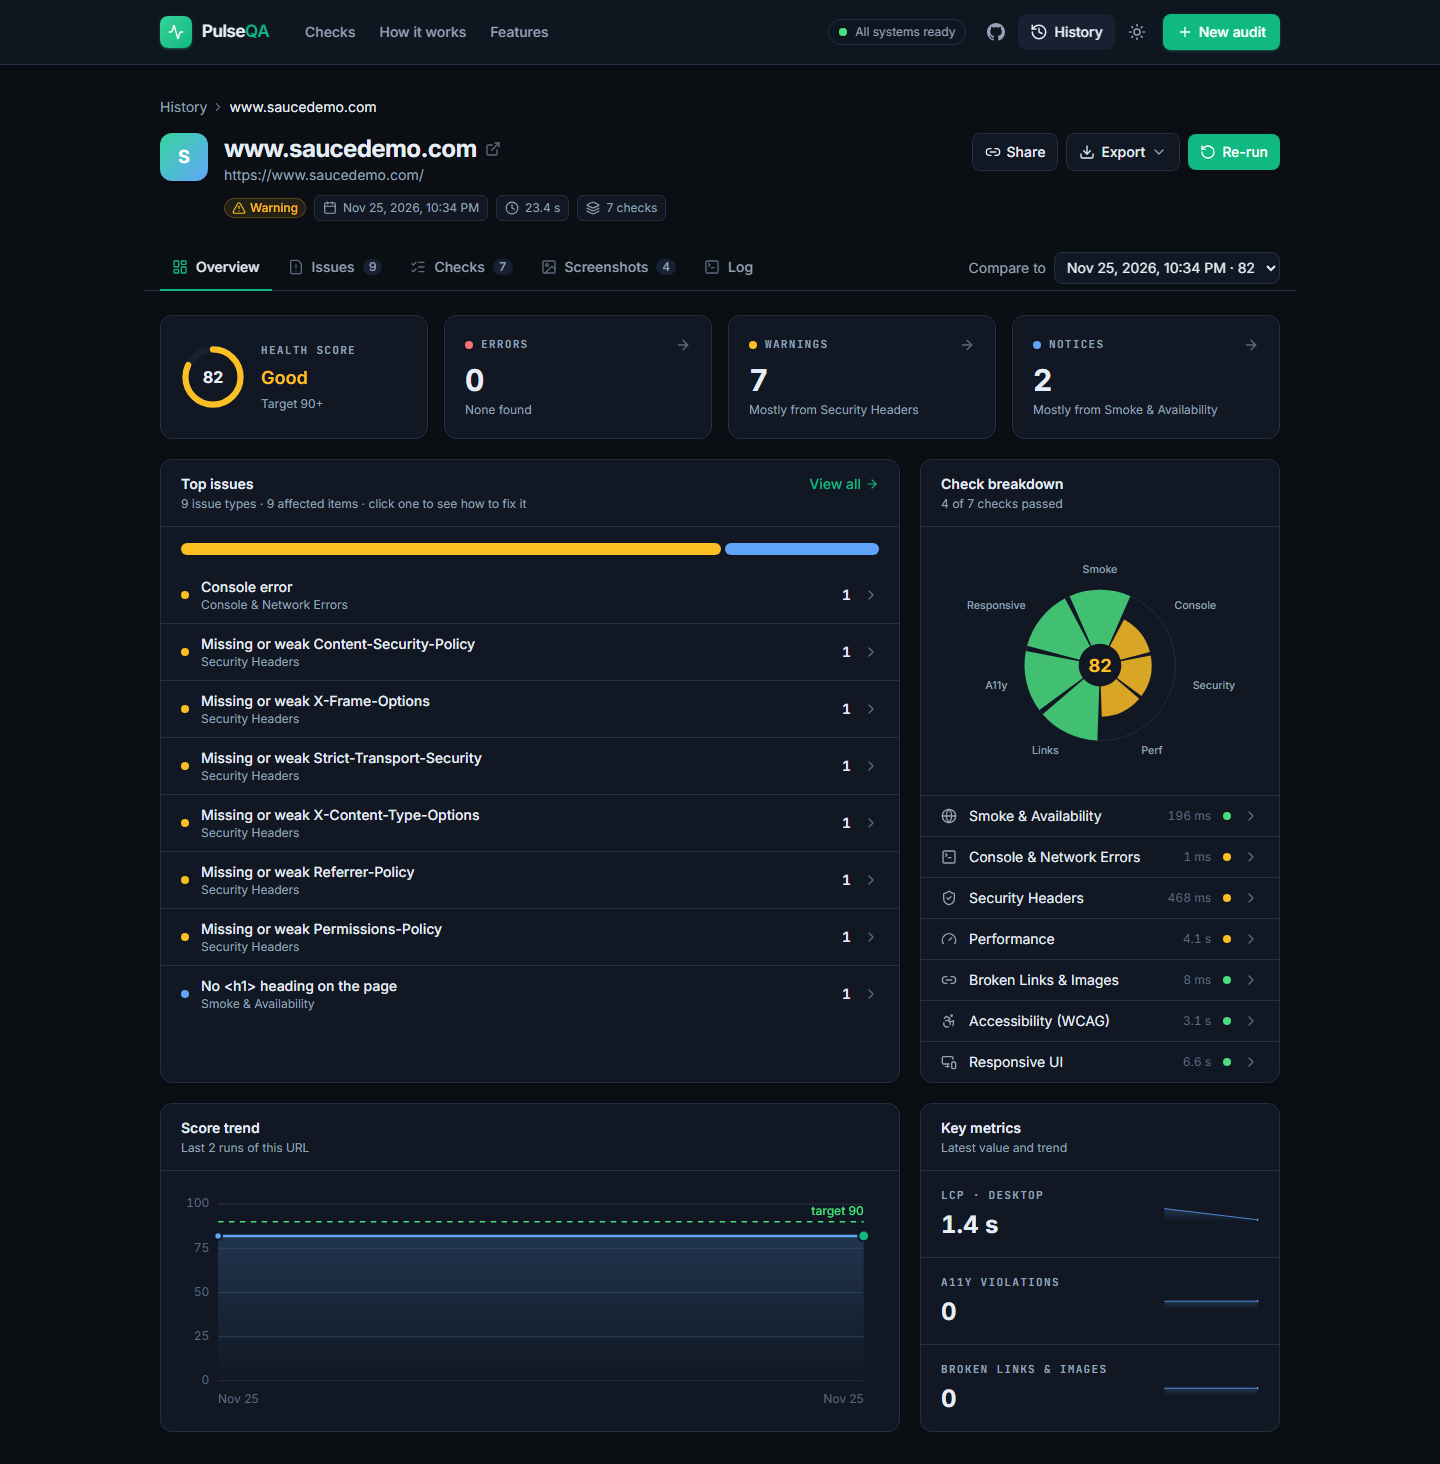 PulseQA
Checks
How it works
Features
All systems ready
History
New audit
History > www.saucedemo.com
S
www.saucedemo.com
https://www.saucedemo.com/
Warning
Nov 25, 2026, 10:34 PM
23.4 s
7 checks
Share
Export
Re-run
Overview
Issues 9
Checks 7
Screenshots 4
Log
Compare to
Nov 25, 2026, 10:34 PM · 82
82
HEALTH SCORE
Good
Target 90+
ERRORS
0
None found
WARNINGS
7
Mostly from Security Headers
NOTICES
2
Mostly from Smoke & Availability
Top issues
9 issue types · 9 affected items · click one to see how to fix it
View all
Console error
Console & Network Errors
1
Missing or weak Content-Security-Policy
Security Headers
1
Missing or weak X-Frame-Options
Security Headers
1
Missing or weak Strict-Transport-Security
Security Headers
1
Missing or weak X-Content-Type-Options
Security Headers
1
Missing or weak Referrer-Policy
Security Headers
1
Missing or weak Permissions-Policy
Security Headers
1
No <h1> heading on the page
Smoke & Availability
1
Check breakdown
4 of 7 checks passed
Smoke
Responsive
Console
82
A11y
Security
Links
Perf
Smoke & Availability 196 ms
Console & Network Errors 1 ms
Security Headers 468 ms
Performance 4.1 s
Broken Links & Images 8 ms
Accessibility (WCAG) 3.1 s
Responsive UI 6.6 s
Score trend
Last 2 runs of this URL
100
target 90
75
50
25
0
Nov 25
Nov 25
Key metrics
Latest value and trend
LCP · DESKTOP
1.4 s
A11Y VIOLATIONS
0
BROKEN LINKS & IMAGES
0